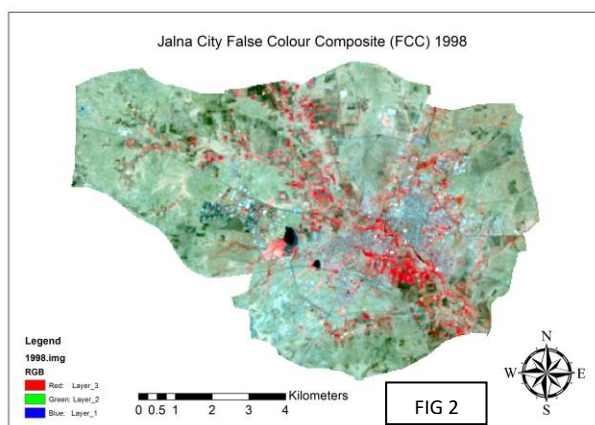 Jalna City False Colour Composite (FCC) 1998
Legend
1998.img
RGB
Red: Layer_3
Green: Layer_2
Blue: Layer_1
Kilometers
0 0.5 1 2 3 4
FIG 2
N
W E
S